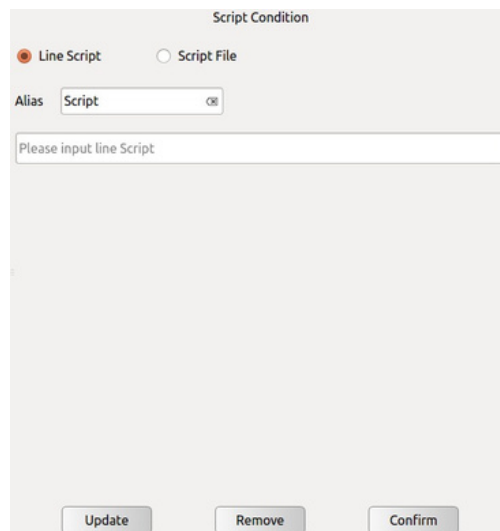 Script Condition
Line Script Script File
Alias Script
Please input line Script
Update Remove Confirm